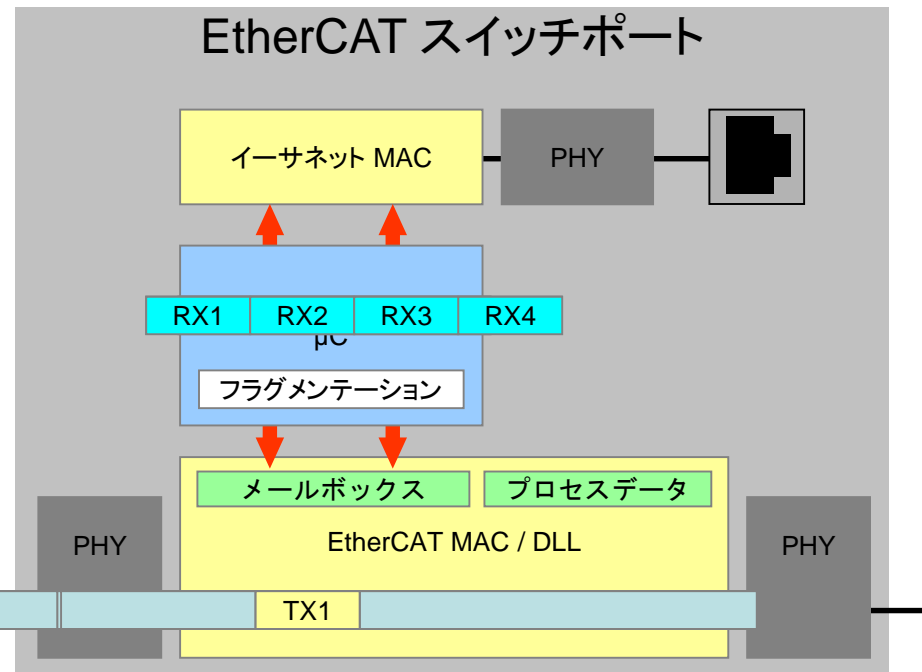 EtherCAT スイッチポート
イーサネット MAC
PHY
RX1 RX2 RX3 RX4
µC
フラグメンテーション
メールボックス
プロセスデータ
PHY
EtherCAT MAC / DLL
PHY
TX1